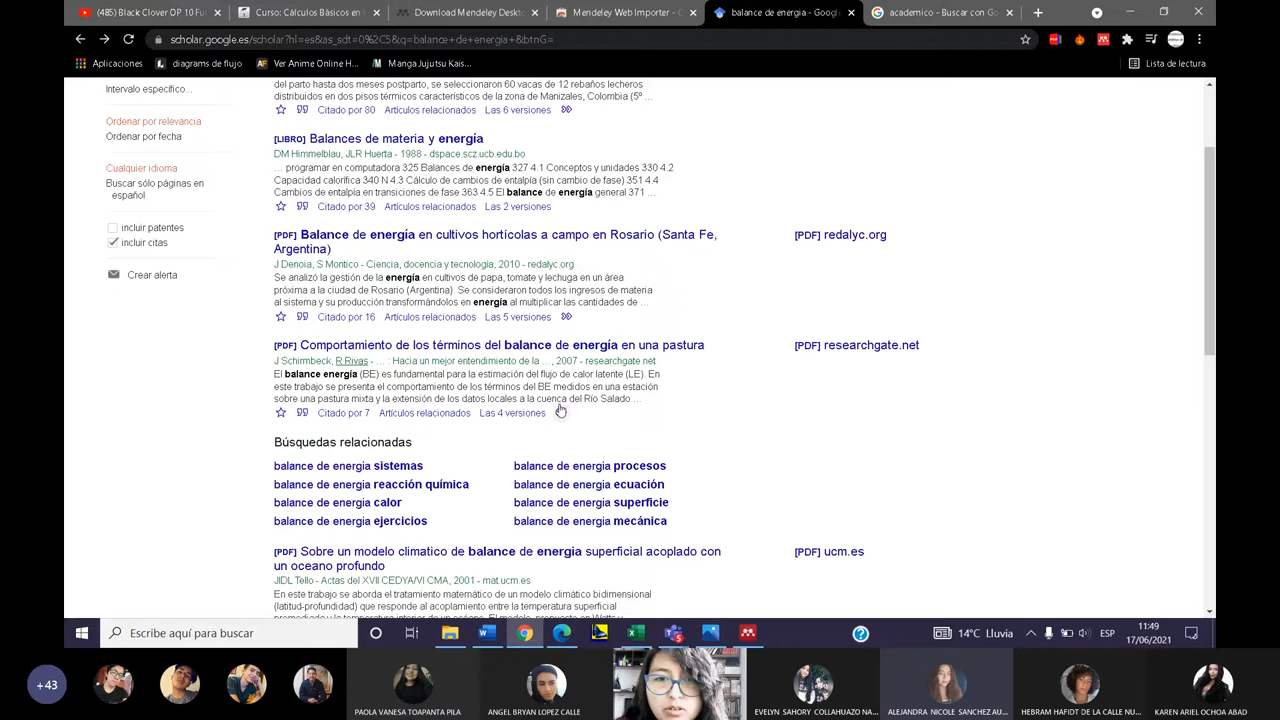 (485) Black Clover OP 10 Ful
Curso: Cálculos Básicos en I
Download Mendeley Deskto
Mendeley Web Importer - C
balance de energia - Google
academico - Buscar con Go
scholar.google.es/scholar?hl=es&as_sdt=0%2C5&q=balance+de+energia+&btnG=
Aplicaciones
diagrams de flujo
Ver Anime Online H...
Manga Jujutsu Kais...
Lista de lectura
Intervalo específico...
Ordenar por relevancia
Ordenar por fecha
Cualquier idioma
Buscar sólo páginas en
español
incluir patentes
incluir citas
Crear alerta
del parto hasta dos meses postparto, se seleccionaron 60 vacas de 12 rebaños lecheros
distribuidos en dos pisos térmicos característicos de la zona de Manizales, Colombia (5º ...
Citado por 80 Artículos relacionados Las 6 versiones
[LIBRO] Balances de materia y energía
DM Himmelblau, JLR Huerta - 1988 - dspace.scz.ucb.edu.bo
... programar en computadora 325 Balances de energía 327 4.1 Conceptos y unidades 330 4.2
Capacidad calorífica 340 N 4.3 Cálculo de cambios de entalpía (sin cambio de fase) 351 4.4
Cambios de entalpía en transiciones de fase 363 4.5 El balance de energía general 371 ...
Citado por 39 Artículos relacionados Las 2 versiones
[PDF] Balance de energía en cultivos hortícolas a campo en Rosario (Santa Fe,
Argentina)
[PDF] redalyc.org
J Denoia, S Montico - Ciencia, docencia y tecnología, 2010 - redalyc.org
Se analizó la gestión de la energía en cultivos de papa, tomate y lechuga en un área
próxima a la ciudad de Rosario (Argentina). Se consideraron todos los ingresos de materia
al sistema y su producción transformándolos en energía al multiplicar las cantidades de ...
Citado por 16 Artículos relacionados Las 5 versiones
[PDF] Comportamiento de los términos del balance de energía en una pastura
[PDF] researchgate.net
J Schirmbeck, R Rivas - ... : Hacia un mejor entendimiento de la ..., 2007 - researchgate.net
El balance energía (BE) es fundamental para la estimación del flujo de calor latente (LE). En
este trabajo se presenta el comportamiento de los términos del BE medidos en una estación
sobre una pastura mixta y la extensión de los datos locales a la cuenca del Río Salado ...
Citado por 7 Artículos relacionados Las 4 versiones
Búsquedas relacionadas
balance de energia sistemas
balance de energia procesos
balance de energia reacción química
balance de energia ecuación
balance de energia calor
balance de energia superficie
balance de energia ejercicios
balance de energia mecánica
[PDF] Sobre un modelo climatico de balance de energia superficial acoplado con
un oceano profundo
[PDF] ucm.es
JIDL Tello - Actas del XVII CEDYA/VI CMA, 2001 - mat.ucm.es
En este trabajo se aborda el tratamiento matemático de un modelo climático bidimensional
(latitud-profundidad) que responde al acoplamiento entre la temperatura superficial
Escribe aquí para buscar
14°C Lluvia
ESP
11:49
17/06/2021
+43
PAOLA VANESA TOAPANTA PILA
ANGEL BRYAN LOPEZ CALLE
EVELYN SAHORY COLLAHUAZO NA...
ALEJANDRA NICOLE SANCHEZ AU...
HEBRAM HAFIDT DE LA CALLE NU...
KAREN ARIEL OCHOA ABAD